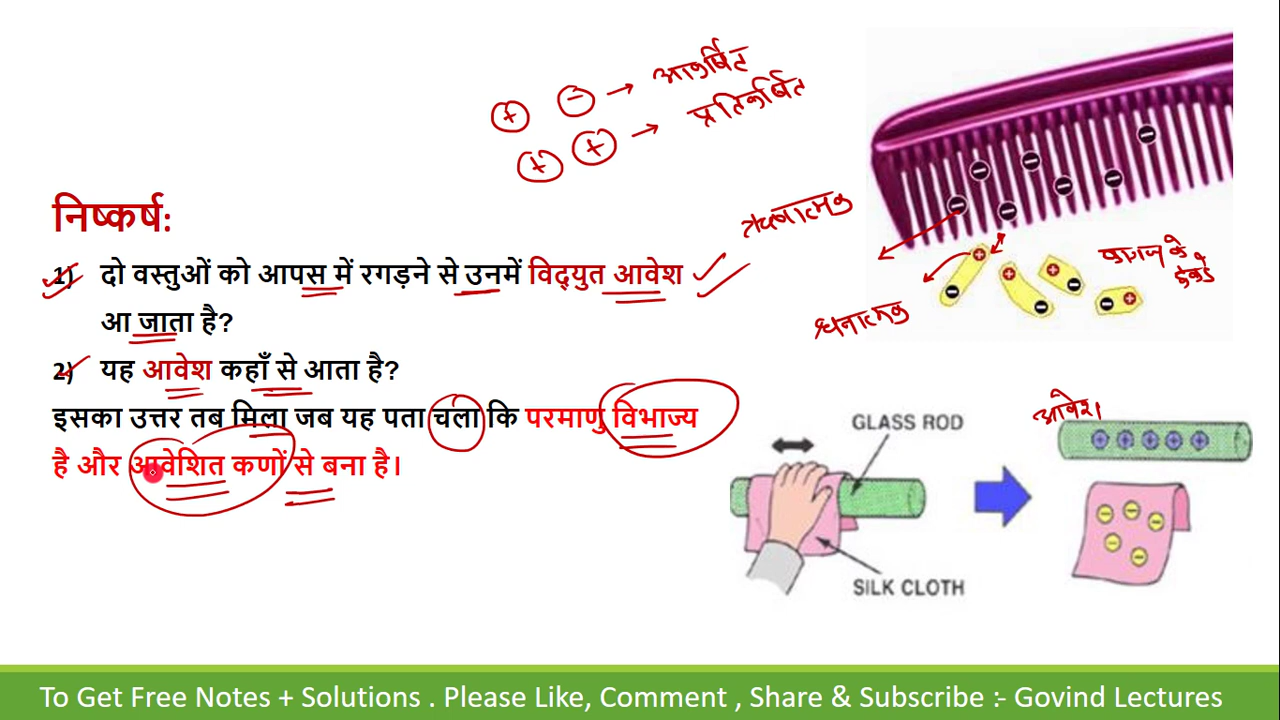 आकर्षित
प्रतिकर्षित
निष्कर्ष:
1) दो वस्तुओं को आपस में रगड़ने से उनमें विद्युत आवेश
आ जाता है?
2) यह आवेश कहाँ से आता है?
इसका उत्तर तब मिला जब यह पता चला कि परमाणु विभाज्य
है और आवेशित कणों से बना है।
ऋणात्मक
धनात्मक
कागज के
टुकड़े
आवेश
GLASS ROD
SILK CLOTH
To Get Free Notes + Solutions . Please Like, Comment , Share & Subscribe :- Govind Lectures